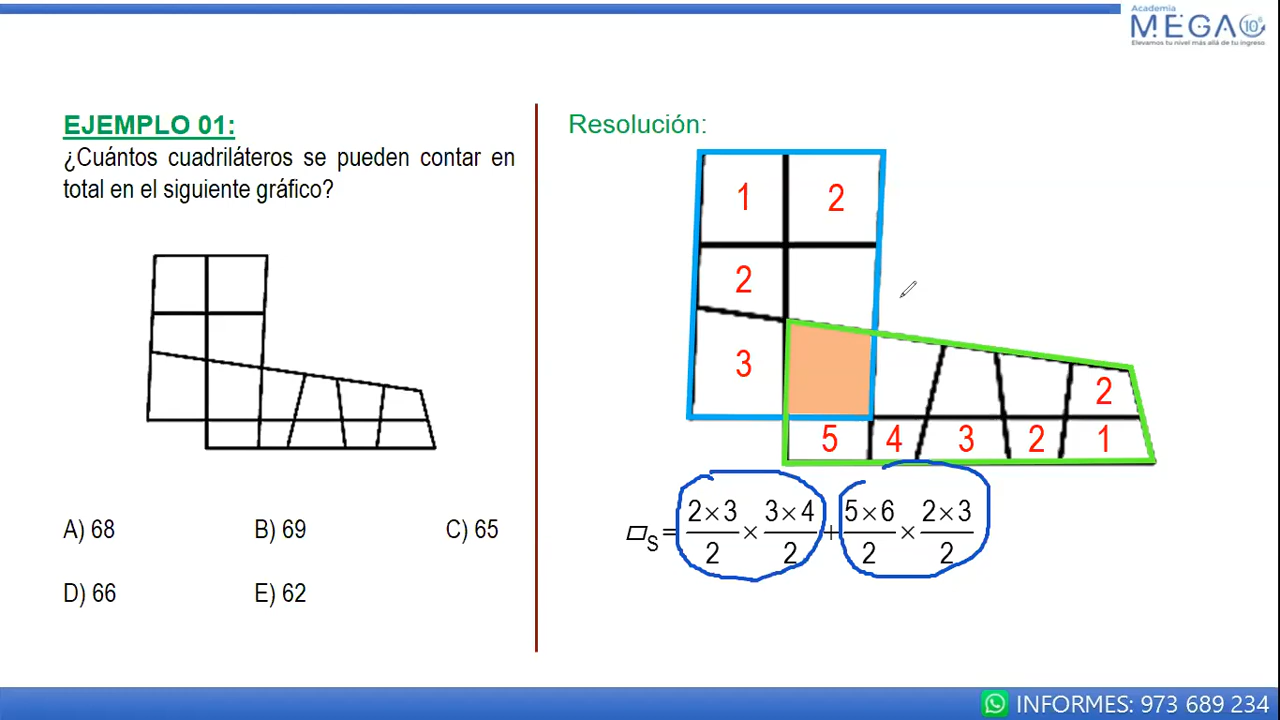 Academia
MEGA 10⁶
Elevamos tu nivel más allá de tu ingreso.
EJEMPLO 01:
¿Cuántos cuadriláteros se pueden contar en
total en el siguiente gráfico?
A) 68 B) 69 C) 65
D) 66 E) 62
Resolución:
1 2
2
3
2
5 4 3 2 1
▱S = 2×3/2 × 3×4/2 + 5×6/2 × 2×3/2
INFORMES: 973 689 234